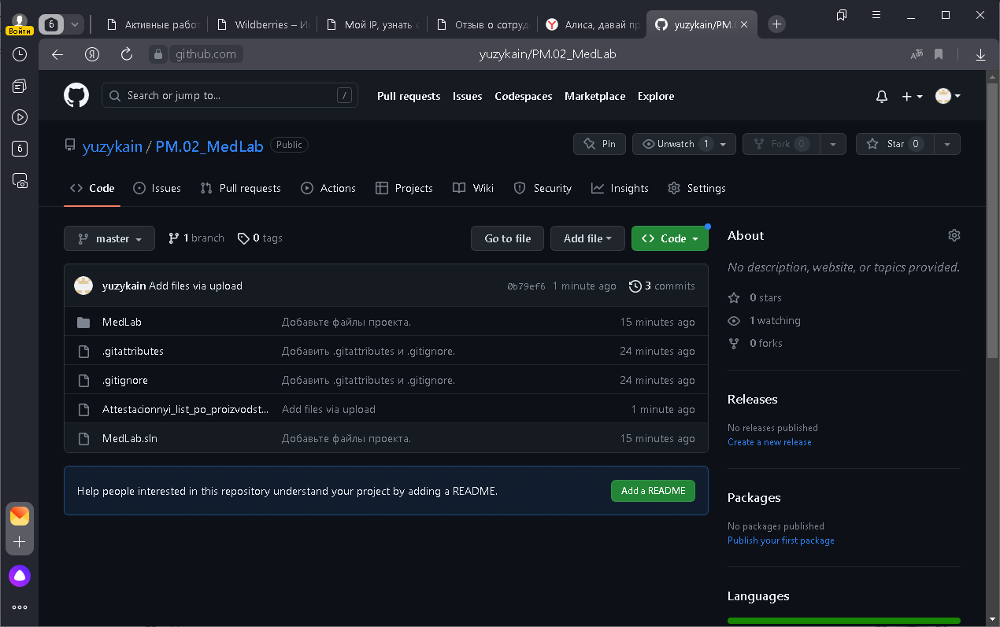 Войти
6
Активные работ
Wildberries – И
Мой IP, узнать с
Отзыв о сотруд
Алиса, давай пр
yuzykain/PM.0
github.com
yuzykain/PM.02_MedLab
Search or jump to...
/
Pull requests
Issues
Codespaces
Marketplace
Explore
6
yuzykain / PM.02_MedLab
Public
Pin
Unwatch 1
Fork 0
Star 0
Code
Issues
Pull requests
Actions
Projects
Wiki
Security
Insights
Settings
master
1 branch
0 tags
Go to file
Add file
Code
yuzykain Add files via upload 0b79ef6 1 minute ago 3 commits
MedLab Добавьте файлы проекта. 15 minutes ago
.gitattributes Добавить .gitattributes и .gitignore. 24 minutes ago
.gitignore Добавить .gitattributes и .gitignore. 24 minutes ago
Attestacionnyi_list_po_proizvodst... Add files via upload 1 minute ago
MedLab.sln Добавьте файлы проекта. 15 minutes ago
Help people interested in this repository understand your project by adding a README.
Add a README
About
No description, website, or topics provided.
0 stars
1 watching
0 forks
Releases
No releases published
Create a new release
Packages
No packages published
Publish your first package
Languages